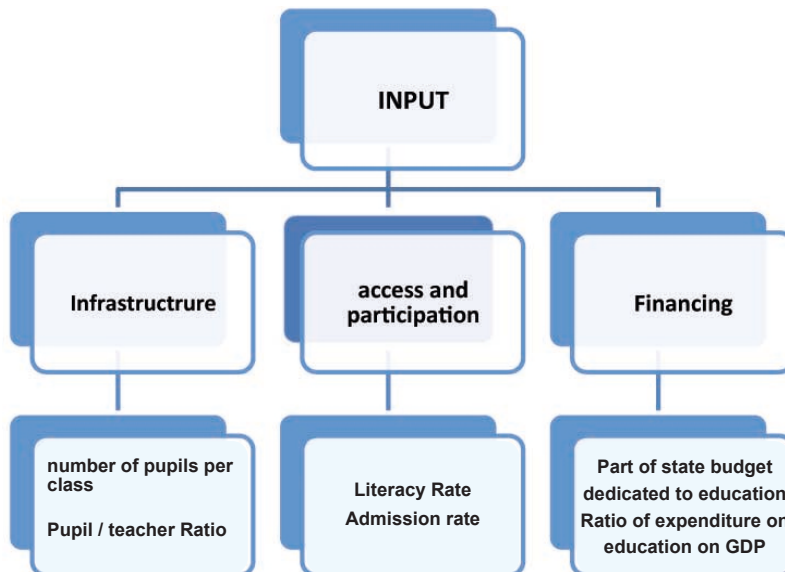 INPUT
Infrastructrure
access and
participation
Financing
number of pupils per
class
Pupil / teacher Ratio
Literacy Rate
Admission rate
Part of state budget
dedicated to education
Ratio of expenditure on
education on GDP